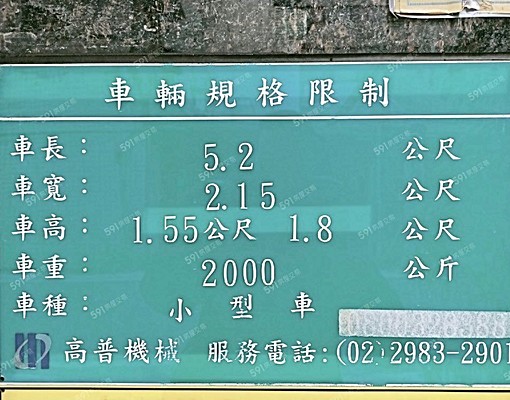 車輛規格限制
車長： 5.2 公尺
車寬： 2.15 公尺
車高： 1.55公尺 1.8 公尺
車重： 2000 公斤
車種： 小型車
高普機械 服務電話:(02)2983-2901